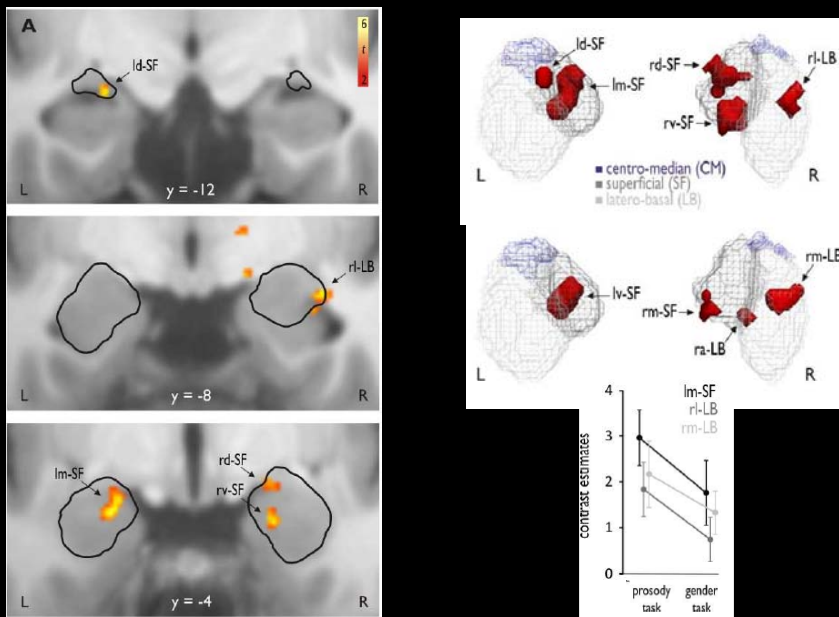 A
6
t
2
ld-SF
L
y = -12
R
rl-LB
L
y = -8
R
lm-SF
rd-SF
rv-SF
L
y = -4
R
ld-SF
lm-SF
rd-SF
rv-SF
rl-LB
L
R
centro-median (CM)
superficial (SF)
latero-basal (LB)
lv-SF
rm-SF
ra-LB
rm-LB
L
R
lm-SF
rl-LB
rm-LB
contrast estimates
4
3
2
1
0
prosody
task
gender
task